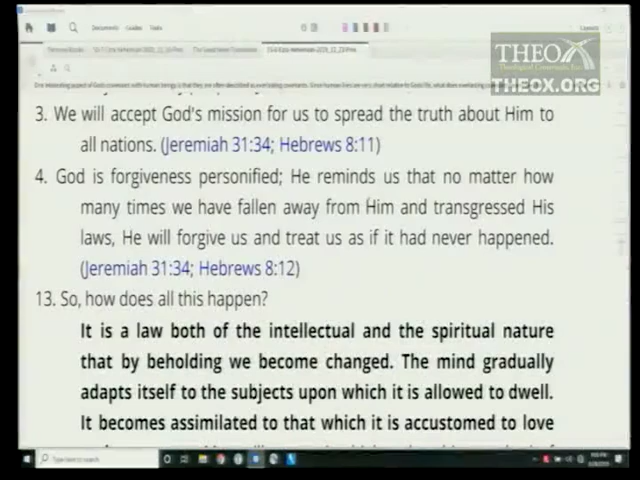 THEOX
THEOX.ORG
3. We will accept God's mission for us to spread the truth about Him to
all nations. (Jeremiah 31:34; Hebrews 8:11)
4. God is forgiveness personified; He reminds us that no matter how
many times we have fallen away from Him and transgressed His
laws, He will forgive us and treat us as if it had never happened.
(Jeremiah 31:34; Hebrews 8:12)
13. So, how does all this happen?
It is a law both of the intellectual and the spiritual nature
that by beholding we become changed. The mind gradually
adapts itself to the subjects upon which it is allowed to dwell.
It becomes assimilated to that which it is accustomed to love
Type here to search